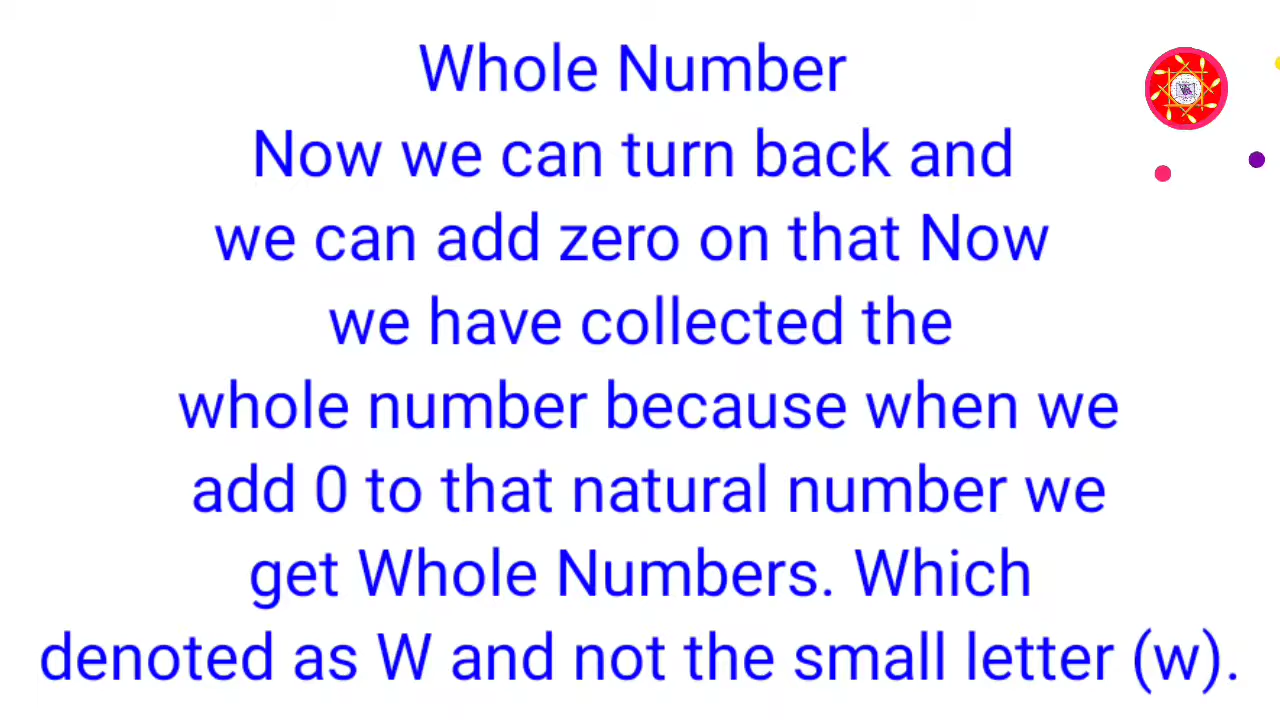 Whole Number
Now we can turn back and
we can add zero on that Now
we have collected the
whole number because when we
add 0 to that natural number we
get Whole Numbers. Which
denoted as W and not the small letter (w).